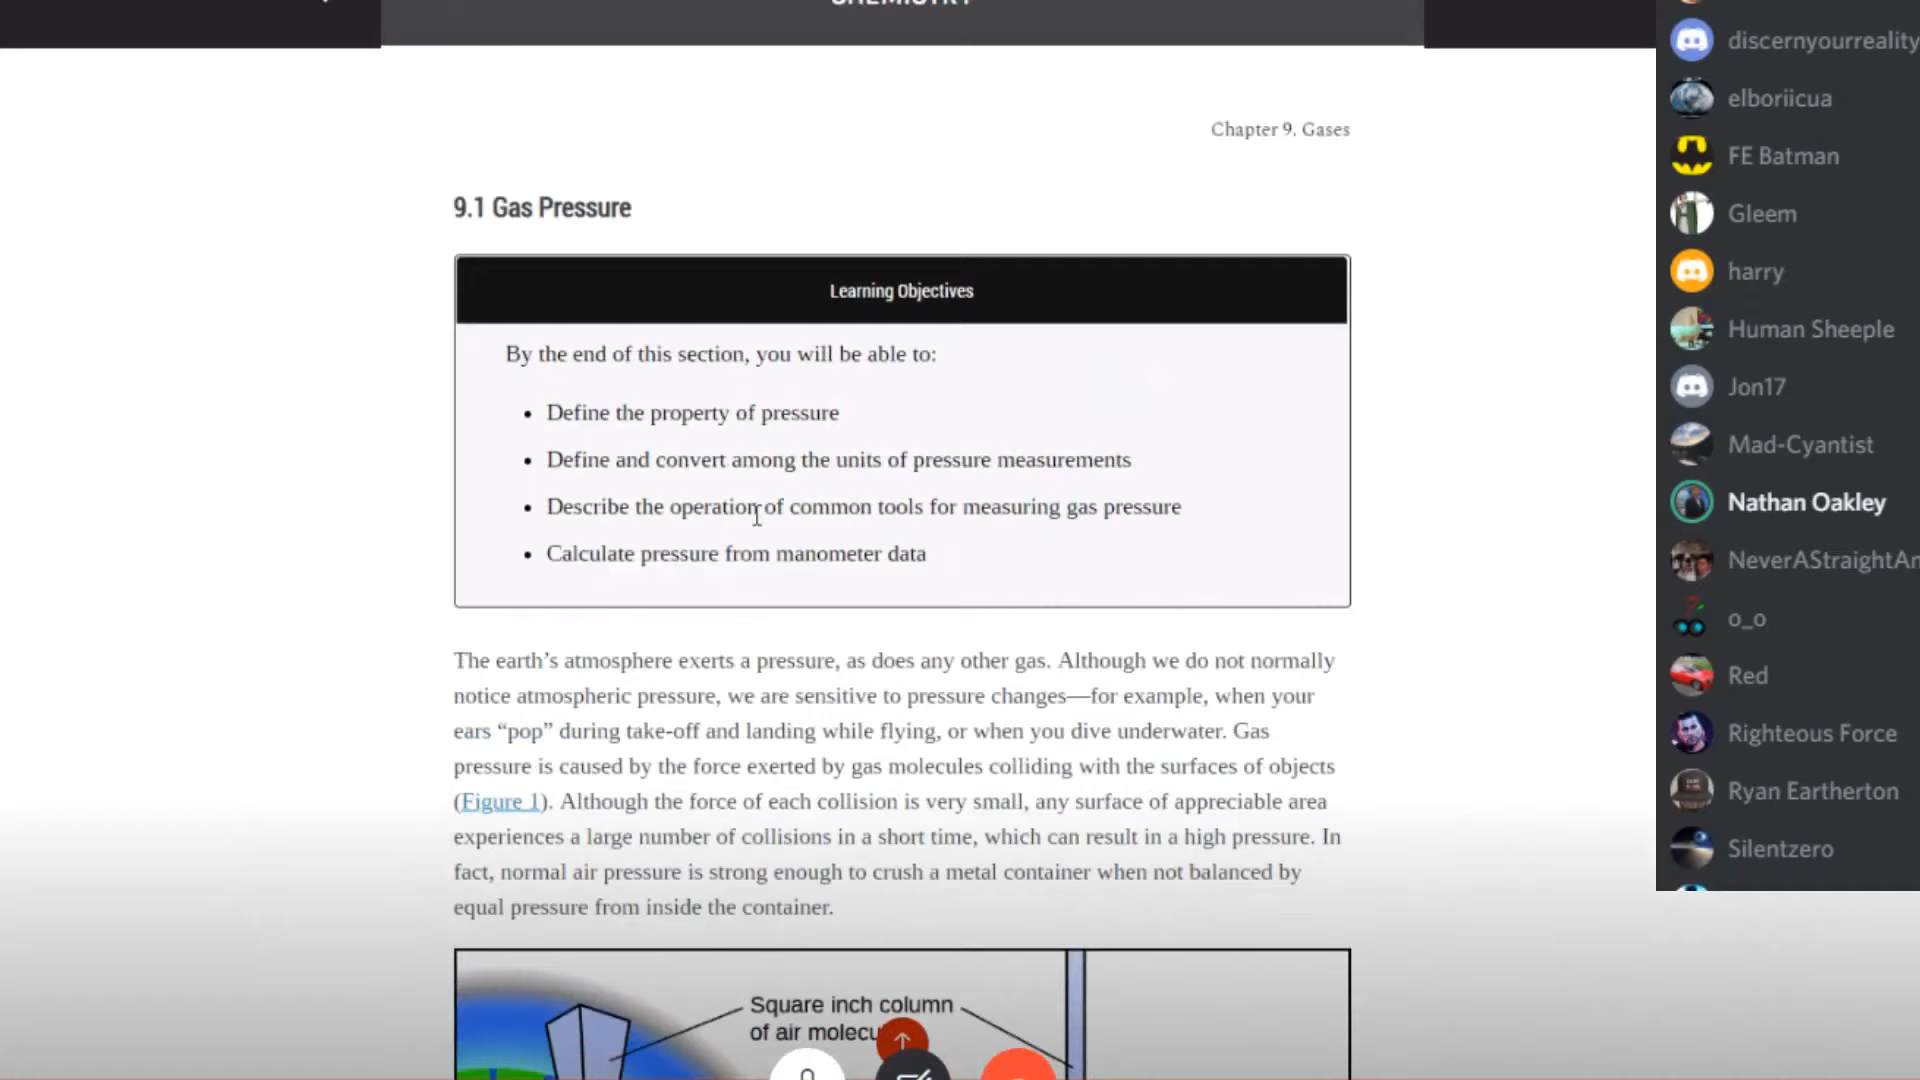 Chapter 9. Gases
9.1 Gas Pressure
Learning Objectives
By the end of this section, you will be able to:
• Define the property of pressure
• Define and convert among the units of pressure measurements
• Describe the operation of common tools for measuring gas pressure
• Calculate pressure from manometer data
The earth’s atmosphere exerts a pressure, as does any other gas. Although we do not normally
notice atmospheric pressure, we are sensitive to pressure changes—for example, when your
ears “pop” during take-off and landing while flying, or when you dive underwater. Gas
pressure is caused by the force exerted by gas molecules colliding with the surfaces of objects
(Figure 1). Although the force of each collision is very small, any surface of appreciable area
experiences a large number of collisions in a short time, which can result in a high pressure. In
fact, normal air pressure is strong enough to crush a metal container when not balanced by
equal pressure from inside the container.
Square inch column
of air molecu
discernyourreality
elboriicua
FE Batman
Gleem
harry
Human Sheeple
Jon17
Mad-Cyantist
Nathan Oakley
NeverAStraightAn
o_o
Red
Righteous Force
Ryan Eartherton
Silentzero